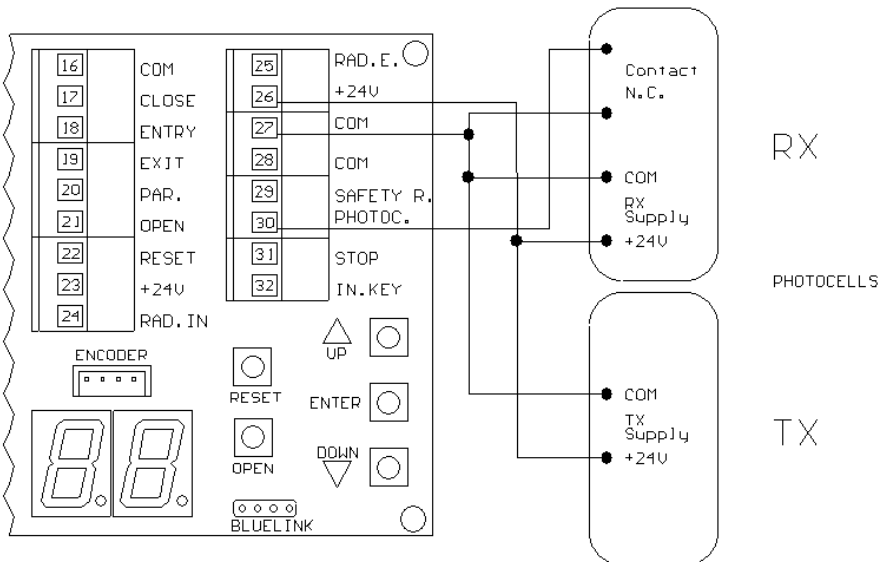 16 COM
17 CLOSE
18 ENTRY
19 EXIT
20 PAR.
21 OPEN
22 RESET
23 +24V
24 RAD.IN
25 RAD.E.
26 +24V
27 COM
28 COM
29 SAFETY R.
30 PHOTOC.
31 STOP
32 IN.KEY
ENCODER
88
RESET
OPEN
UP
ENTER
DOWN
BLUELINK
Contact
N.C.
COM
RX
Supply
+24V
RX
PHOTOCELLS
COM
TX
Supply
+24V
TX